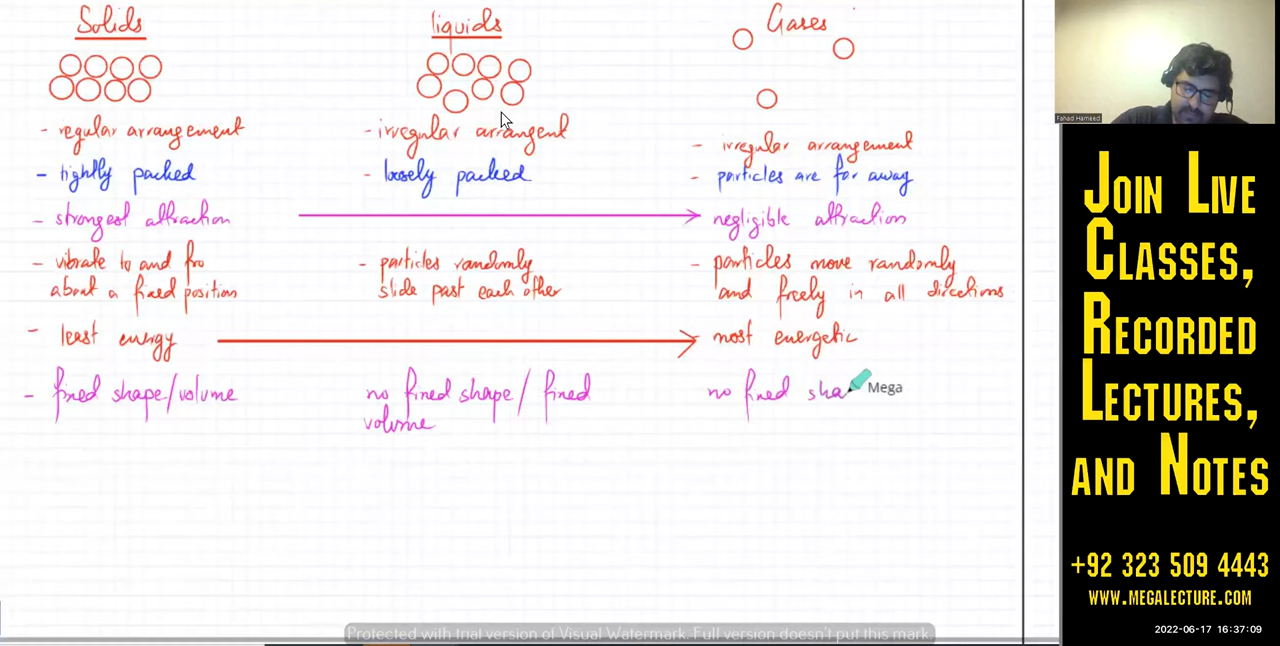 Solids
- regular arrangement
- tightly packed
- strongest attraction
- vibrate to and fro
about a fixed position
- least energy
- fixed shape/volume
liquids
- irregular arrangent
- loosely packed
- particles randomly
slide past each other
no fixed shape/ fixed
volume
Gases
- irregular arrangement
- particles are far away
negligible attraction
- particles move randomly
and freely in all directions
- most energetic
no fixed sha
Mega
Fahad Hameed
JOIN LIVE
CLASSES,
RECORDED
LECTURES,
AND NOTES
+92 323 509 4443
WWW.MEGALECTURE.COM
2022-06-17 16:37:09
Protected with trial version of Visual Watermark. Full version doesn't put this mark.